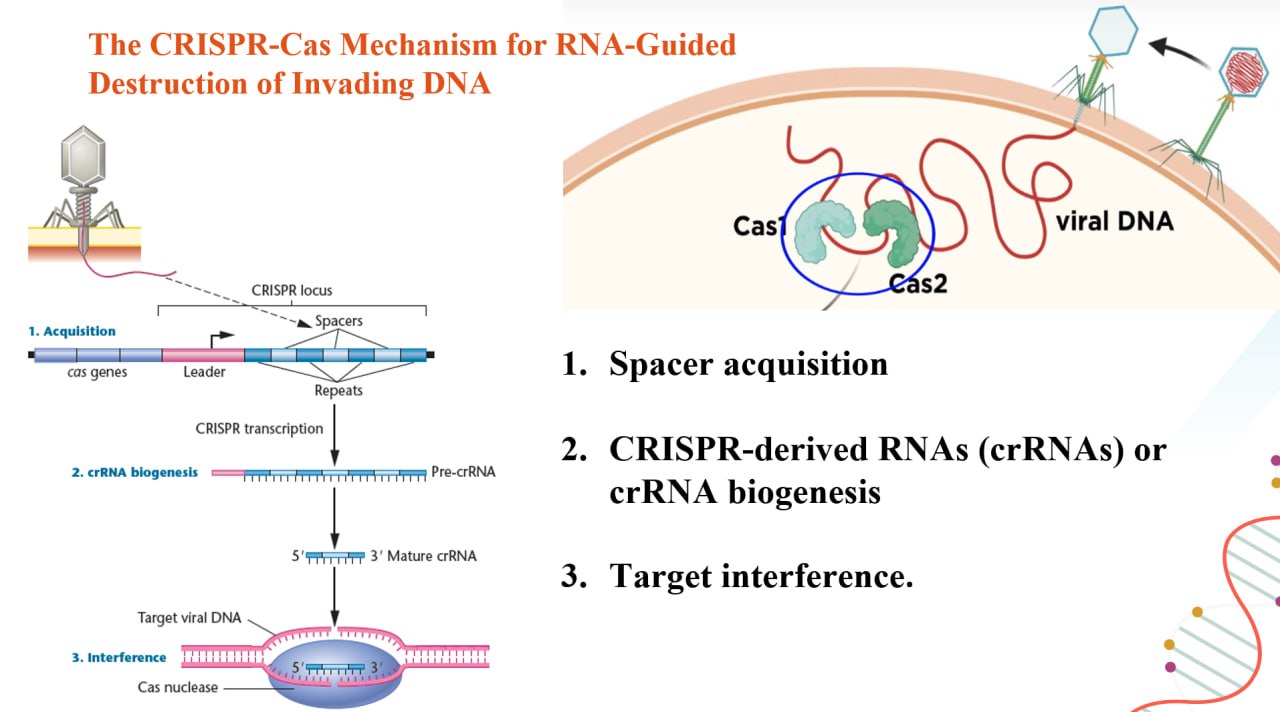 The CRISPR-Cas Mechanism for RNA-Guided
Destruction of Invading DNA
Cas1
Cas2
viral DNA
CRISPR locus
1. Acquisition
Spacers
cas genes
Leader
Repeats
CRISPR transcription
2. crRNA biogenesis
Pre-crRNA
5′ 3′ Mature crRNA
Target viral DNA
3. Interference
5′ 3′
Cas nuclease
1. Spacer acquisition
2. CRISPR-derived RNAs (crRNAs) or
crRNA biogenesis
3. Target interference.